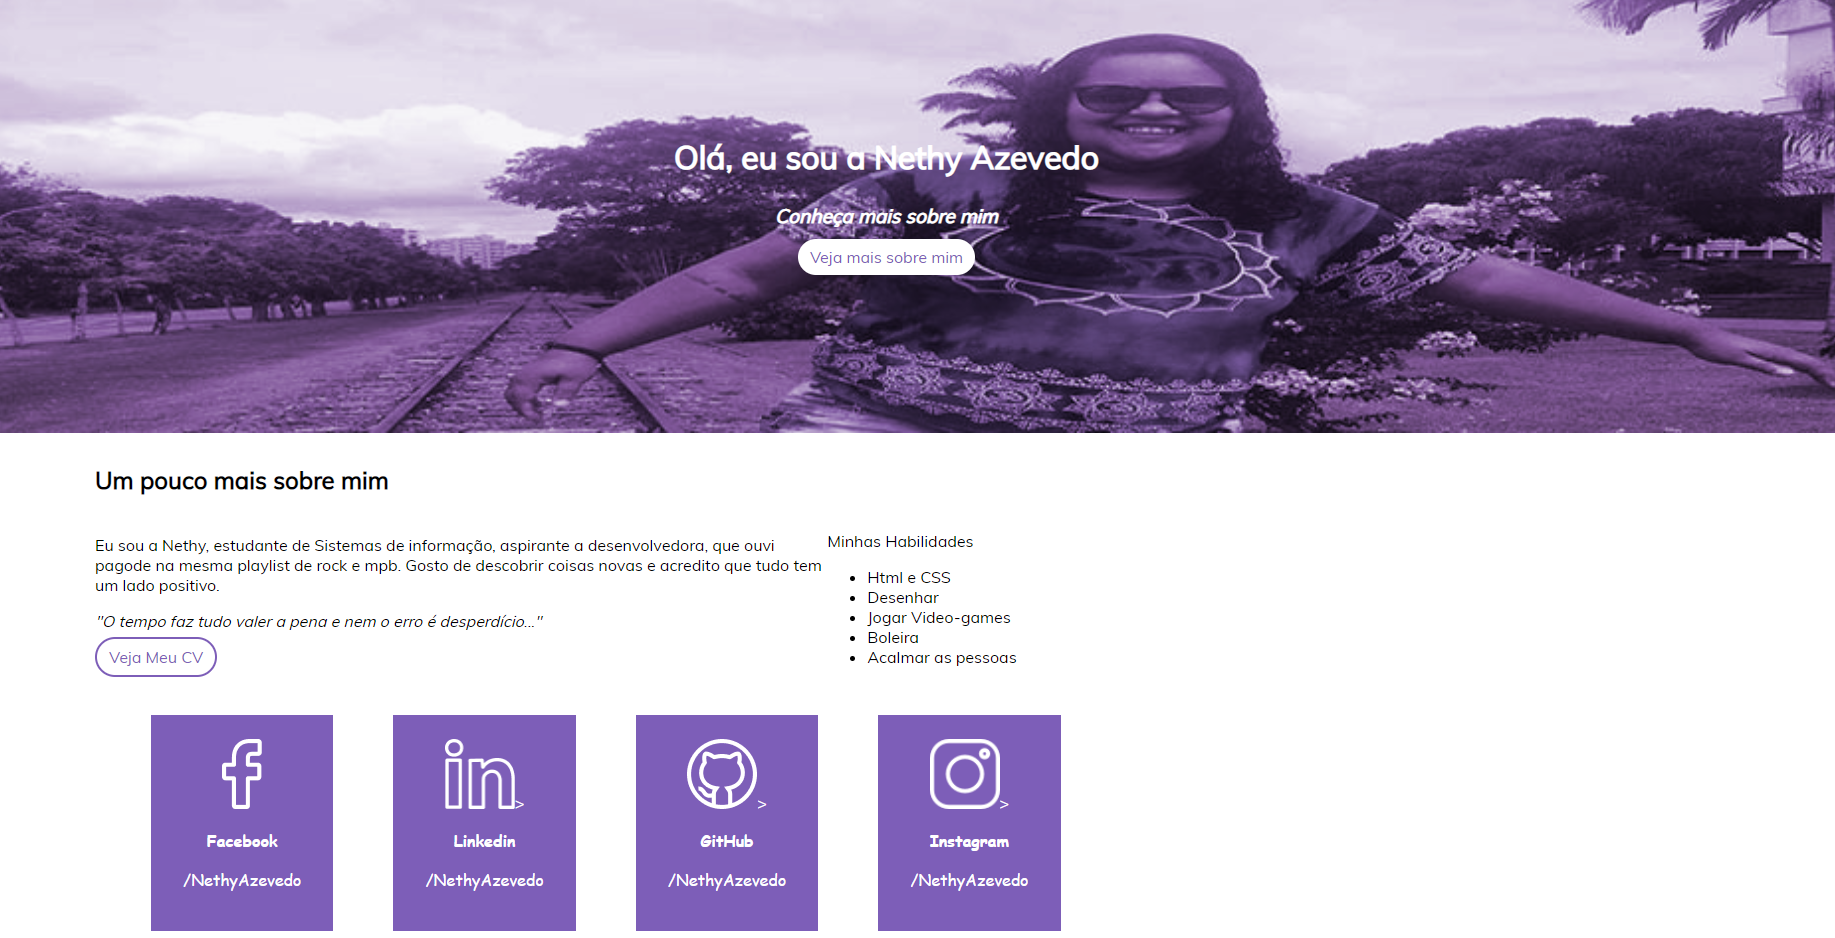 Olá, eu sou a Nethy Azevedo
Conheça mais sobre mim
Veja mais sobre mim
Um pouco mais sobre mim
Eu sou a Nethy, estudante de Sistemas de informação, aspirante a desenvolvedora, que ouvi
pagode na mesma playlist de rock e mpb. Gosto de descobrir coisas novas e acredito que tudo tem
um lado positivo.
"O tempo faz tudo valer a pena e nem o erro é desperdício..."
Veja Meu CV
Minhas Habilidades
• Html e CSS
• Desenhar
• Jogar Video-games
• Boleira
• Acalmar as pessoas
Facebook
/NethyAzevedo
in>
Linkedin
/NethyAzevedo
>
GitHub
/NethyAzevedo
>
Instagram
/NethyAzevedo